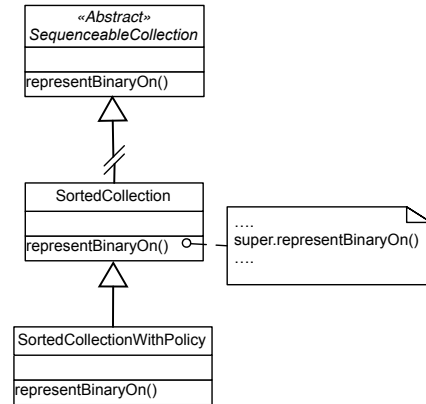 «Abstract»
SequenceableCollection
representBinaryOn()
SortedCollection
representBinaryOn()
....
super.representBinaryOn()
....
SortedCollectionWithPolicy
representBinaryOn()